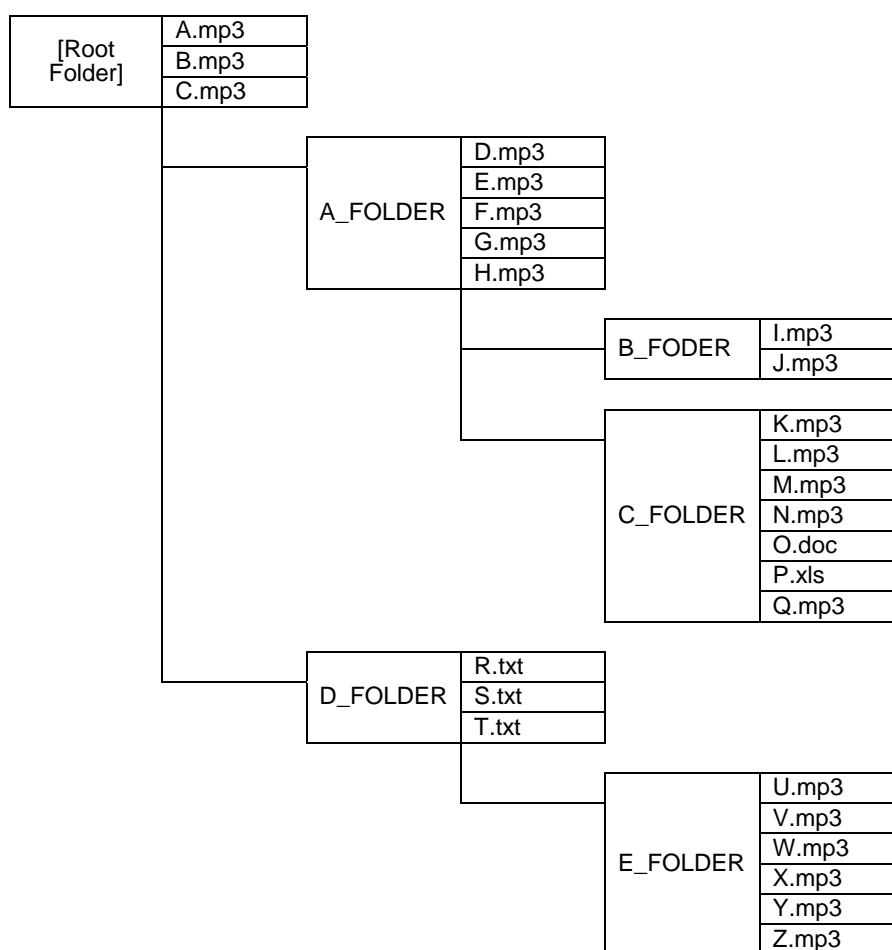 [Root
Folder]
A.mp3
B.mp3
C.mp3
A_FOLDER
D.mp3
E.mp3
F.mp3
G.mp3
H.mp3
B_FODER
I.mp3
J.mp3
C_FOLDER
K.mp3
L.mp3
M.mp3
N.mp3
O.doc
P.xls
Q.mp3
D_FOLDER
R.txt
S.txt
T.txt
E_FOLDER
U.mp3
V.mp3
W.mp3
X.mp3
Y.mp3
Z.mp3